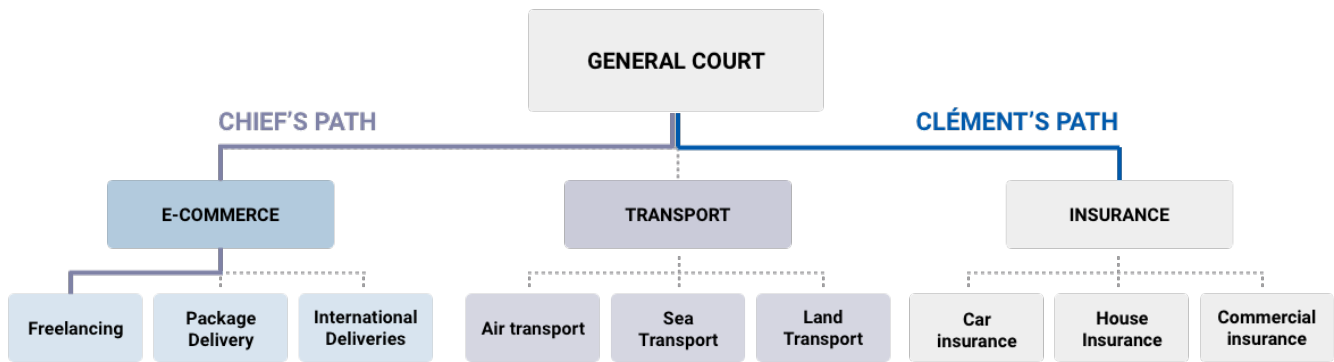 GENERAL COURT
CHIEF'S PATH
CLÉMENT'S PATH
E-COMMERCE
TRANSPORT
INSURANCE
Freelancing
Package
Delivery
International
Deliveries
Air transport
Sea
Transport
Land
Transport
Car
insurance
House
Insurance
Commercial
insurance